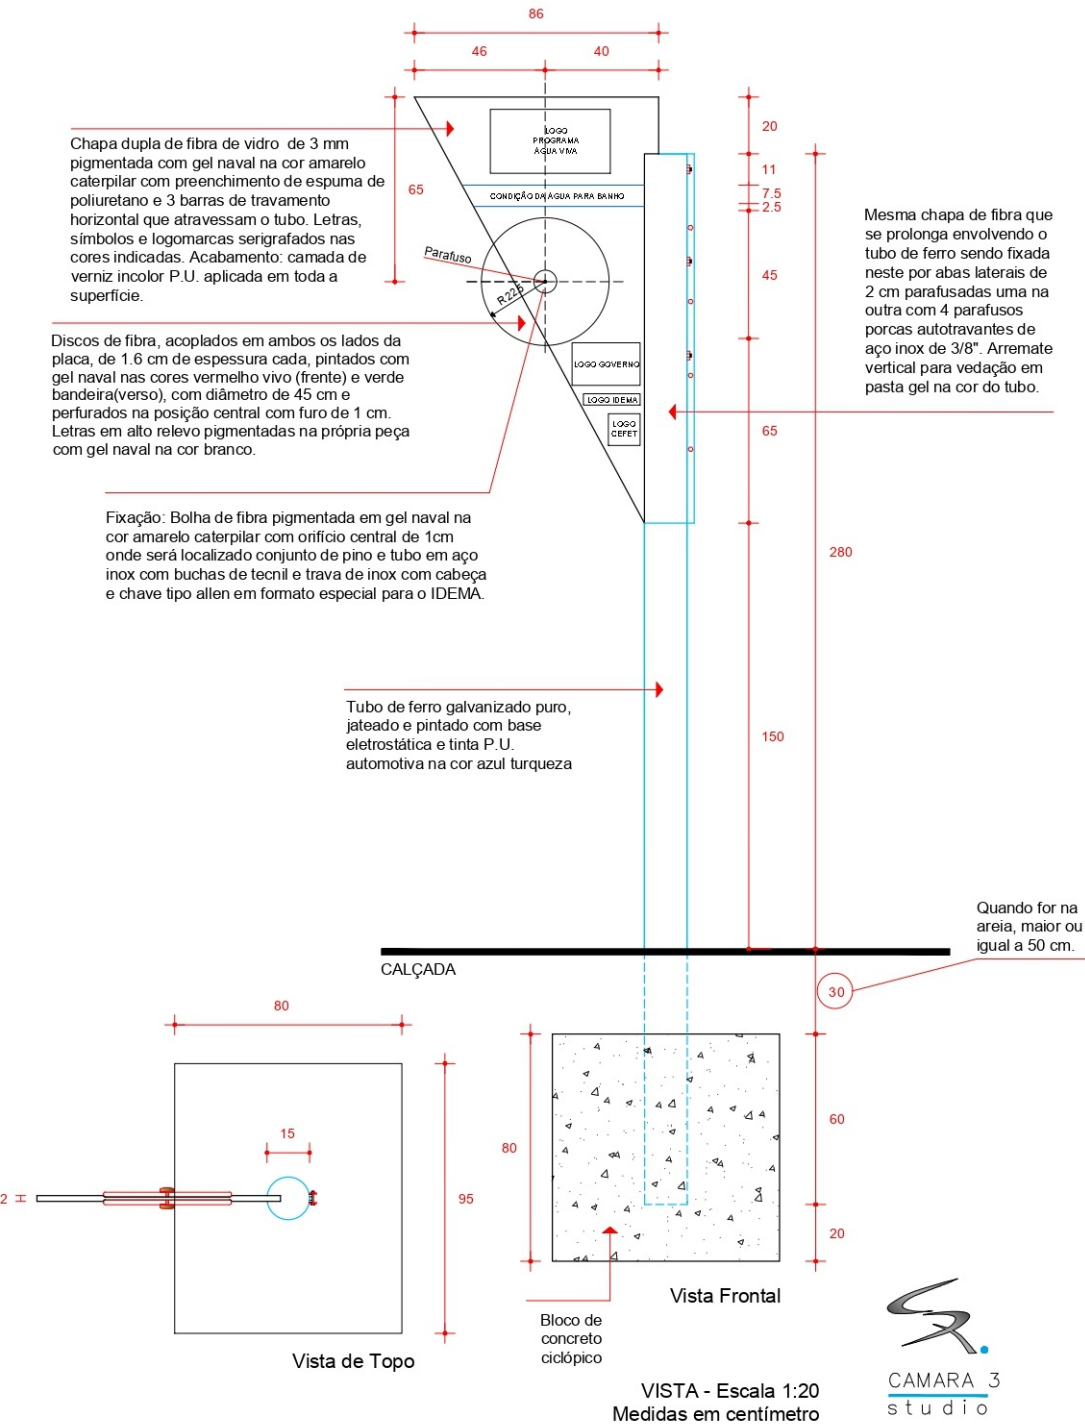 86
46
40
Chapa dupla de fibra de vidro de 3 mm
pigmentada com gel naval na cor amarelo
caterpilar com preenchimento de espuma de
poliuretano e 3 barras de travamento
horizontal que atravessam o tubo. Letras,
símbolos e logomarcas serigrafados nas
cores indicadas. Acabamento: camada de
verniz incolor P.U. aplicada em toda a
superfície.
65
LOGO
PROGRAMA
ÁGUA VIVA
CONDIÇÃO DA ÁGUA PARA BANHO
Parafuso
R22.5
20
11
7.5
2.5
45
65
Mesma chapa de fibra que
se prolonga envolvendo o
tubo de ferro sendo fixada
neste por abas laterais de
2 cm parafusadas uma na
outra com 4 parafusos
porcas autotravantes de
aço inox de 3/8". Arremate
vertical para vedação em
pasta gel na cor do tubo.
Discos de fibra, acoplados em ambos os lados da
placa, de 1.6 cm de espessura cada, pintados com
gel naval nas cores vermelho vivo (frente) e verde
bandeira(verso), com diâmetro de 45 cm e
perfurados na posição central com furo de 1 cm.
Letras em alto relevo pigmentadas na própria peça
com gel naval na cor branco.
LOGO GOVERNO
LOGO IDEMA
LOGO
CEFET
Fixação: Bolha de fibra pigmentada em gel naval na
cor amarelo caterpilar com orifício central de 1cm
onde será localizado conjunto de pino e tubo em aço
inox com buchas de tecnil e trava de inox com cabeça
e chave tipo allen em formato especial para o IDEMA.
280
Tubo de ferro galvanizado puro,
jateado e pintado com base
eletrostática e tinta P.U.
automotiva na cor azul turqueza
150
Quando for na
areia, maior ou
igual a 50 cm.
CALÇADA
30
80
15
95
2
Vista de Topo
80
60
20
Vista Frontal
Bloco de
concreto
ciclópico
VISTA - Escala 1:20
Medidas em centímetro
CAMARA 3
studio